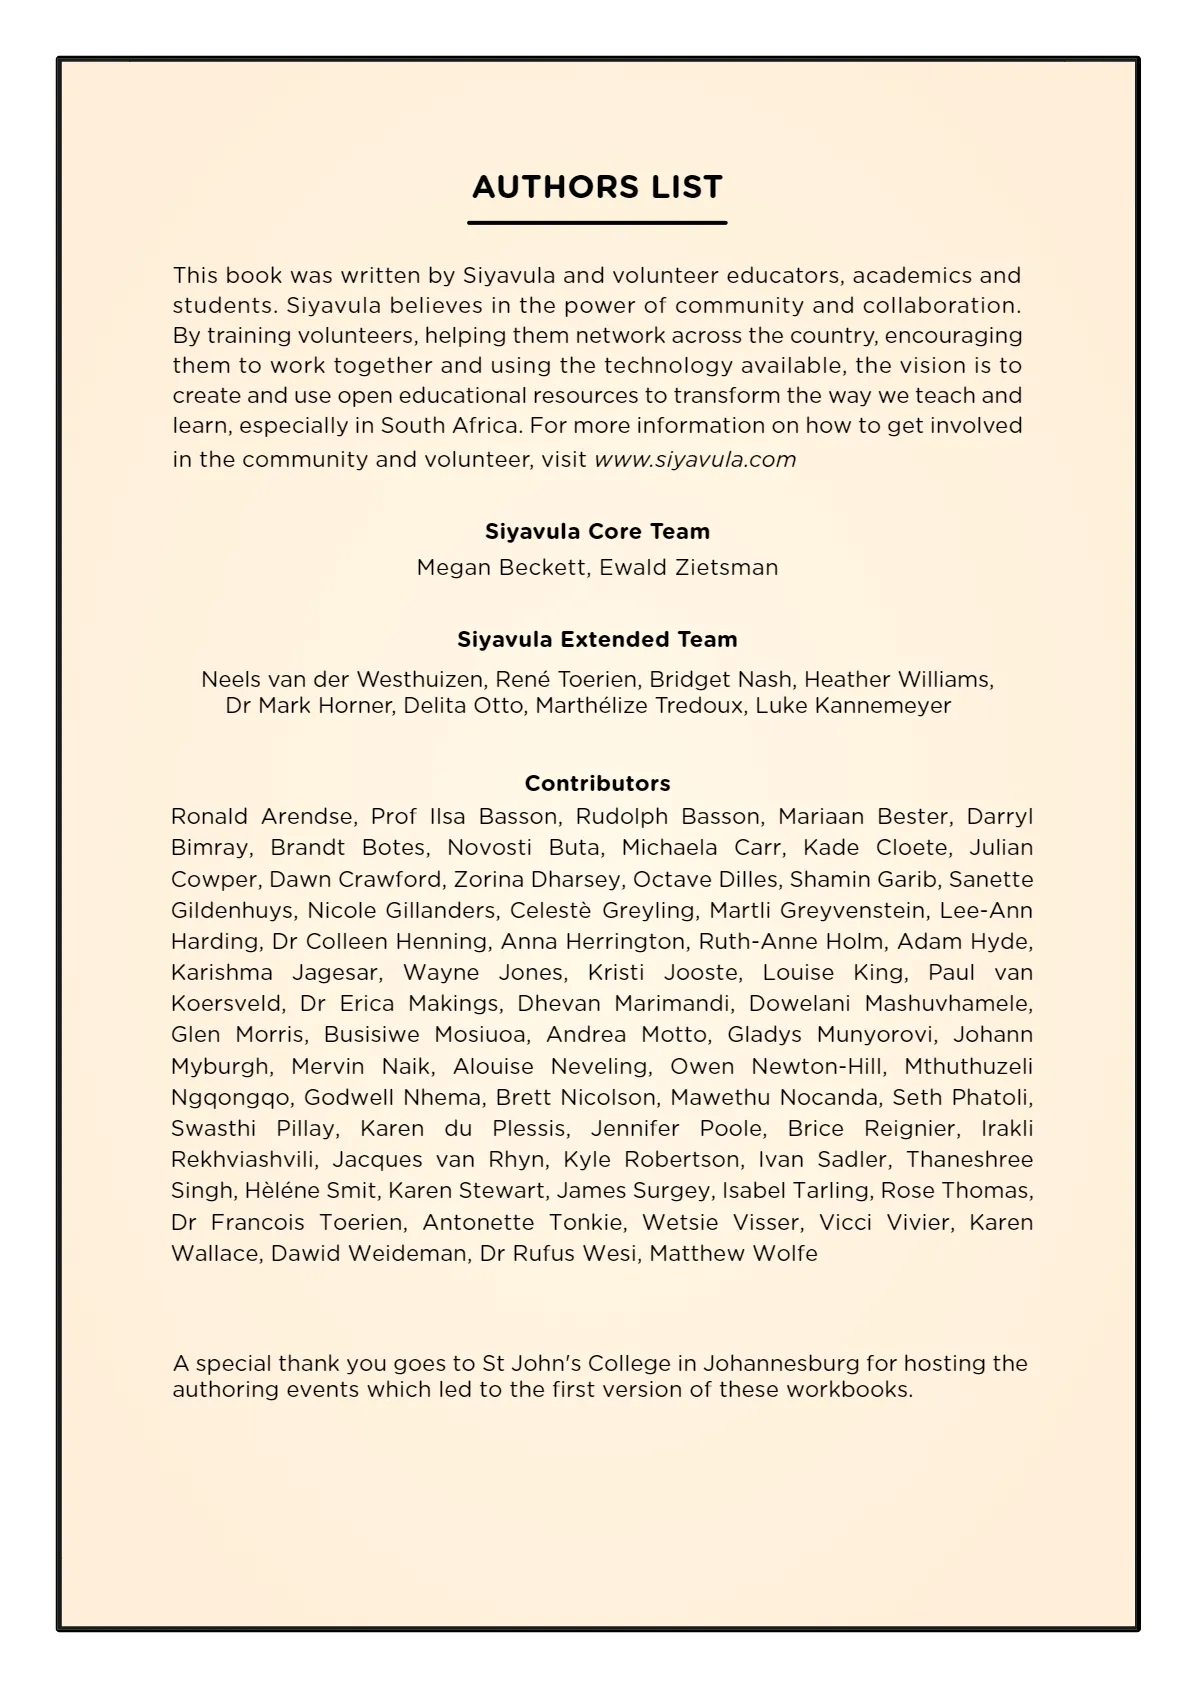 AUTHORS LIST
This book was written by Siyavula and volunteer educators, academics and
students. Siyavula believes in the power of community and collaboration.
By training volunteers, helping them network across the country, encouraging
them to work together and using the technology available, the vision is to
create and use open educational resources to transform the way we teach and
learn, especially in South Africa. For more information on how to get involved
in the community and volunteer, visit www.siyavula.com
Siyavula Core Team
Megan Beckett, Ewald Zietsman
Siyavula Extended Team
Neels van der Westhuizen, René Toerien, Bridget Nash, Heather Williams,
Dr Mark Horner, Delita Otto, Marthélize Tredoux, Luke Kannemeyer
Contributors
Ronald Arendse, Prof Ilsa Basson, Rudolph Basson, Mariaan Bester, Darryl
Bimray, Brandt Botes, Novosti Buta, Michaela Carr, Kade Cloete, Julian
Cowper, Dawn Crawford, Zorina Dharsey, Octave Dilles, Shamin Garib, Sanette
Gildenhuys, Nicole Gillanders, Celestè Greyling, Martli Greyvenstein, Lee-Ann
Harding, Dr Colleen Henning, Anna Herrington, Ruth-Anne Holm, Adam Hyde,
Karishma Jagesar, Wayne Jones, Kristi Jooste, Louise King, Paul van
Koersveld, Dr Erica Makings, Dhevan Marimandi, Dowelani Mashuvhamele,
Glen Morris, Busisiwe Mosiuoa, Andrea Motto, Gladys Munyorovi, Johann
Myburgh, Mervin Naik, Alouise Neveling, Owen Newton-Hill, Mthuthuzeli
Ngqongqo, Godwell Nhema, Brett Nicolson, Mawethu Nocanda, Seth Phatoli,
Swasthi Pillay, Karen du Plessis, Jennifer Poole, Brice Reignier, Irakli
Rekhviashvili, Jacques van Rhyn, Kyle Robertson, Ivan Sadler, Thaneshree
Singh, Hèléne Smit, Karen Stewart, James Surgey, Isabel Tarling, Rose Thomas,
Dr Francois Toerien, Antonette Tonkie, Wetsie Visser, Vicci Vivier, Karen
Wallace, Dawid Weideman, Dr Rufus Wesi, Matthew Wolfe
A special thank you goes to St John's College in Johannesburg for hosting the
authoring events which led to the first version of these workbooks.